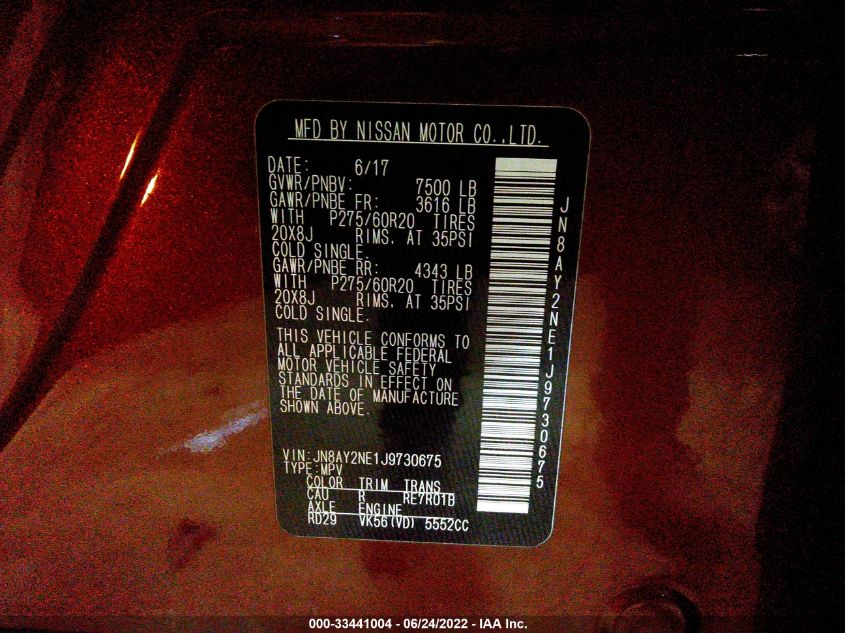 MFD BY NISSAN MOTOR CO.,LTD.
DATE: 6/17
GVWR/PNBV: 7500 LB
GAWR/PNBE FR: 3616 LB
WITH P275/60R20 TIRES
20X8J RIMS, AT 35PSI
COLD SINGLE.
GAWR/PNBE RR: 4343 LB
WITH P275/60R20 TIRES
20X8J RIMS, AT 35PSI
COLD SINGLE.
THIS VEHICLE CONFORMS TO
ALL APPLICABLE FEDERAL
MOTOR VEHICLE SAFETY
STANDARDS IN EFFECT ON
THE DATE OF MANUFACTURE
SHOWN ABOVE.
VIN:JN8AY2NE1J9730675
TYPE:MPV
COLOR TRIM TRANS
CAU R RE7R01B
AXLE ENGINE
RD29 VK56(VD) 5552CC
JN8AY2NE1J9730675
000-33441004 - 06/24/2022 - IAA Inc.